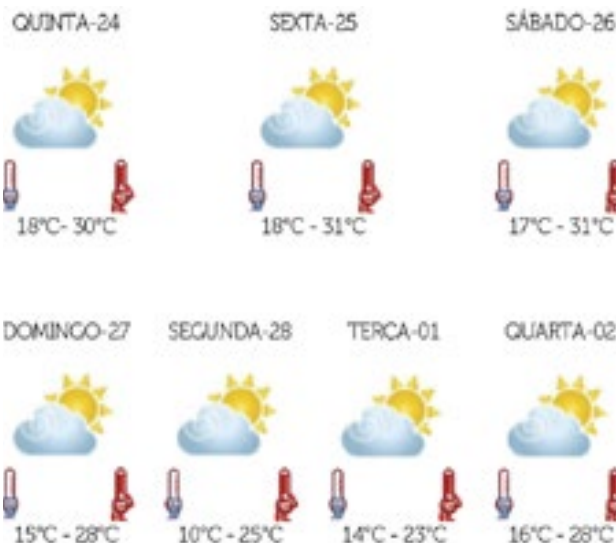 QUINTA-24
SEXTA-25
SÁBADO-26
18°C- 30°C
18°C - 31°C
17°C - 31°C
DOMINGO-27
SEGUNDA-28
TERCA-01
QUARTA-02
15°C - 28°C
10°C - 25°C
14°C - 23°C
16°C - 28°C